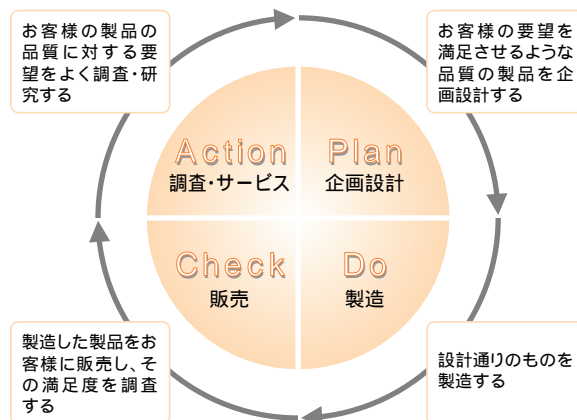 お客様の製品の
品質に対する要
望をよく調査・研
究する
お客様の要望を
満足させるような
品質の製品を企
画設計する
Action
調査・サービス
Plan
企画設計
Check
販売
Do
製造
製造した製品をお
客様に販売し、そ
の満足度を調査
する
設計通りのものを
製造する